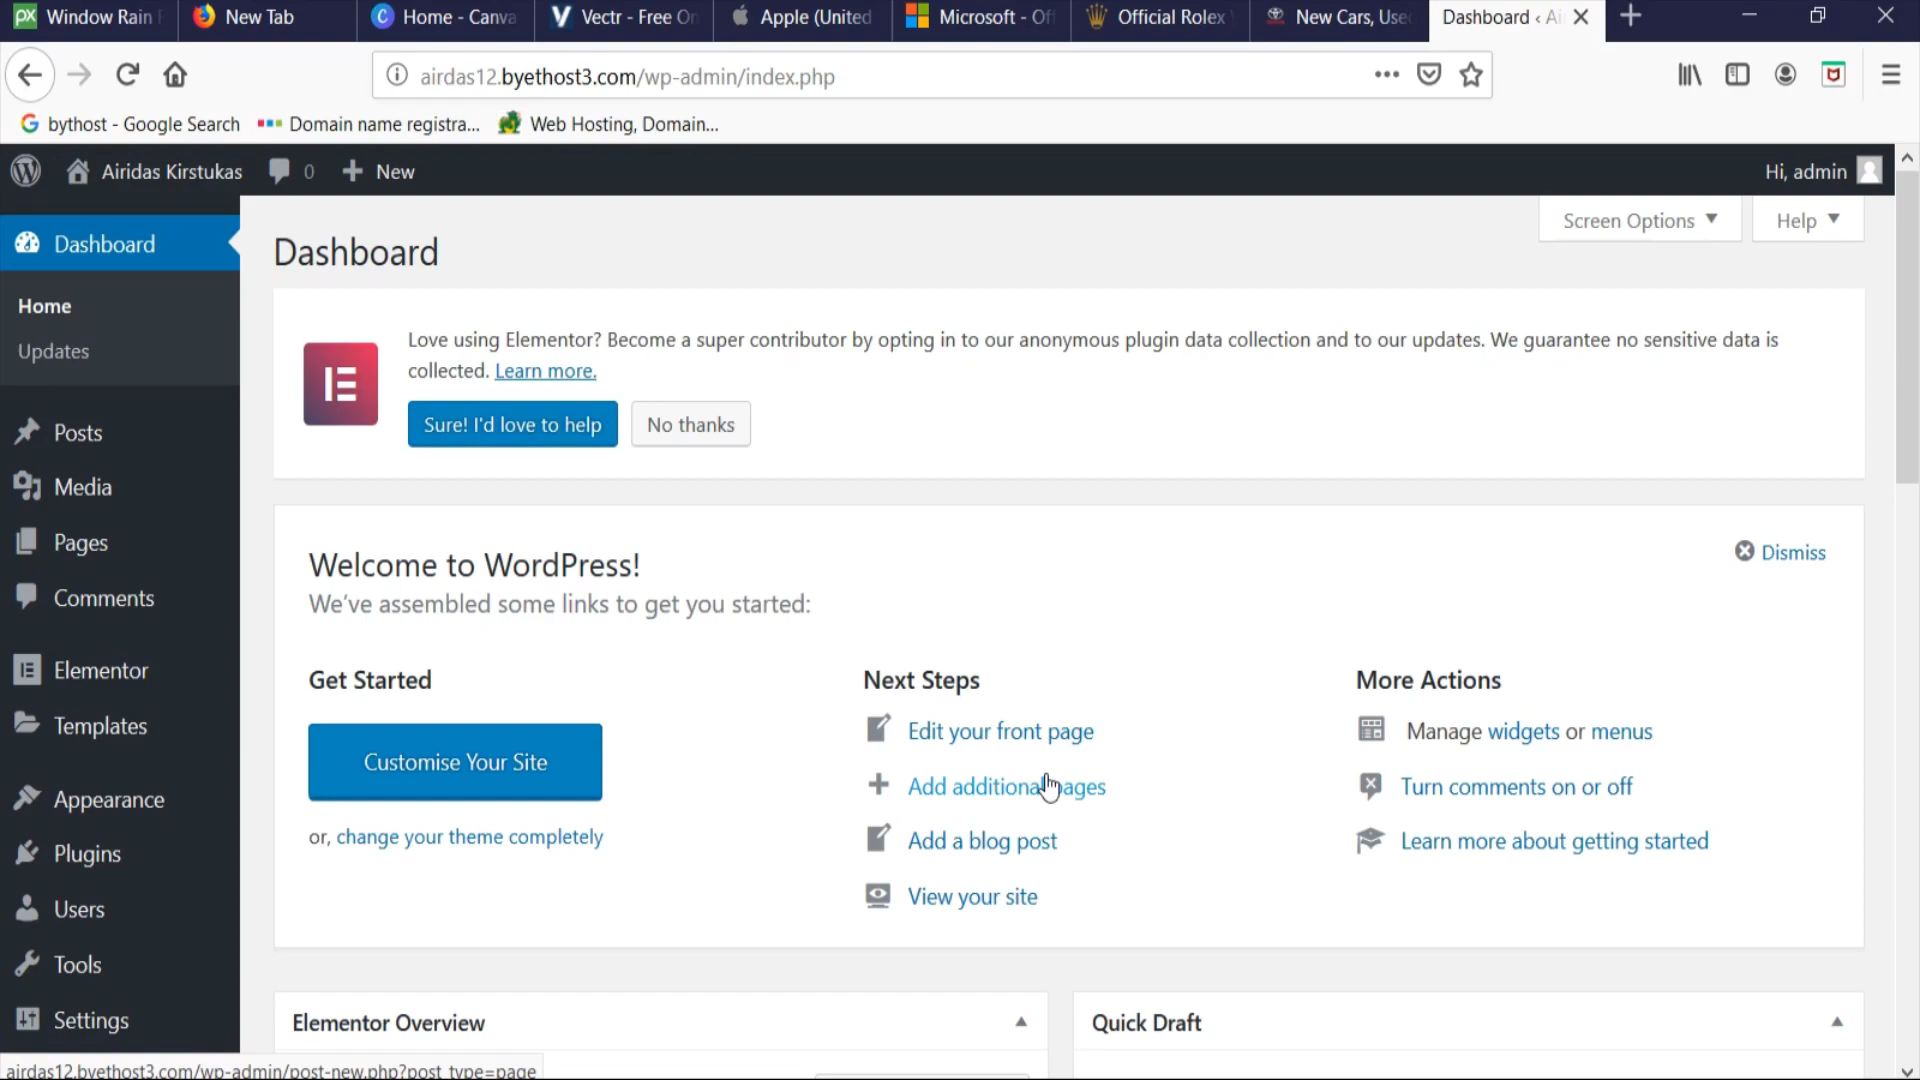 Window Rain
New Tab
Home - Canva
Vectr - Free On
Apple (United
Microsoft - Off
Official Rolex
New Cars, Use
Dashboard ‹ Ai
airdas12.byethost3.com/wp-admin/index.php
bythost - Google Search
Domain name registra...
Web Hosting, Domain...
Airidas Kirstukas
0
New
Hi, admin
Dashboard
Home
Updates
Posts
Media
Pages
Comments
Elementor
Templates
Appearance
Plugins
Users
Tools
Settings
Screen Options
Help
Dashboard
Love using Elementor? Become a super contributor by opting in to our anonymous plugin data collection and to our updates. We guarantee no sensitive data is
collected. Learn more.
Sure! I'd love to help
No thanks
Welcome to WordPress!
Dismiss
We've assembled some links to get you started:
Get Started
Customise Your Site
or, change your theme completely
Next Steps
Edit your front page
Add additional pages
Add a blog post
View your site
More Actions
Manage widgets or menus
Turn comments on or off
Learn more about getting started
Elementor Overview
Quick Draft
airdas12.byethost3.com/wp-admin/post-new.php?post_type=page